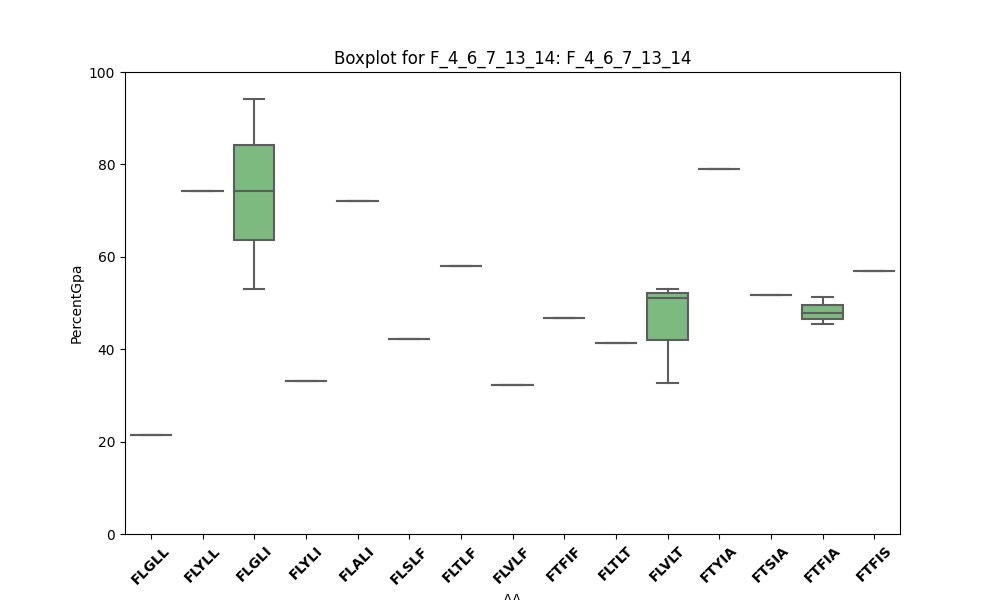 Boxplot for F_4_6_7_13_14: F_4_6_7_13_14
100
80
60
40
20
0
PercentGpa
FLGLL
FLYLL
FLGLI
FLYLI
FLALI
FLSLF
FLTLF
FLVLF
FTFIF
FLTLT
FLVLT
FTYIA
FTSIA
FTFIA
FTFIS
AA